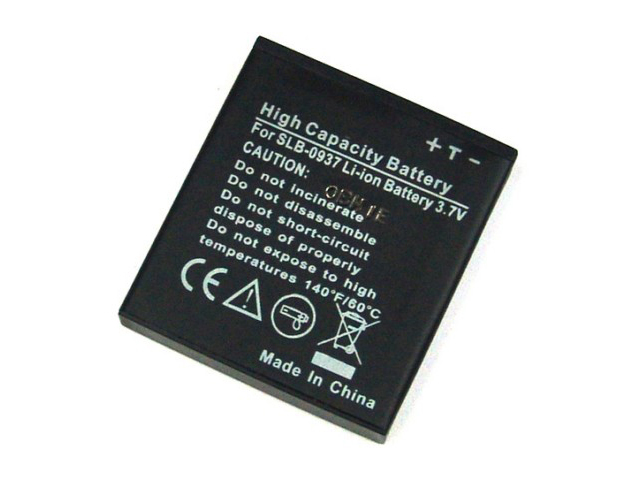 + T -
High Capacity Battery
For SLB-0937 Li-ion Battery 3.7V
CAUTION:
Do not Incinerate
Do not disassemble
Do not short-circuit
dispose of properly
Do not expose to high
temperatures 140°F/60°C
CE
Made In China